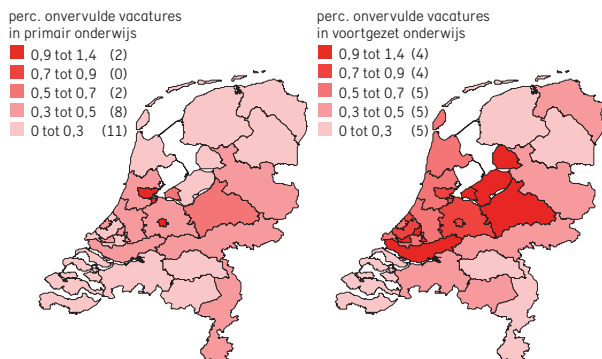 perc. onvervulde vacatures
in primair onderwijs
0,9 tot 1,4 (2)
0,7 tot 0,9 (0)
0,5 tot 0,7 (2)
0,3 tot 0,5 (8)
0 tot 0,3 (11)
perc. onvervulde vacatures
in voortgezet onderwijs
0,9 tot 1,4 (4)
0,7 tot 0,9 (4)
0,5 tot 0,7 (5)
0,3 tot 0,5 (5)
0 tot 0,3 (5)